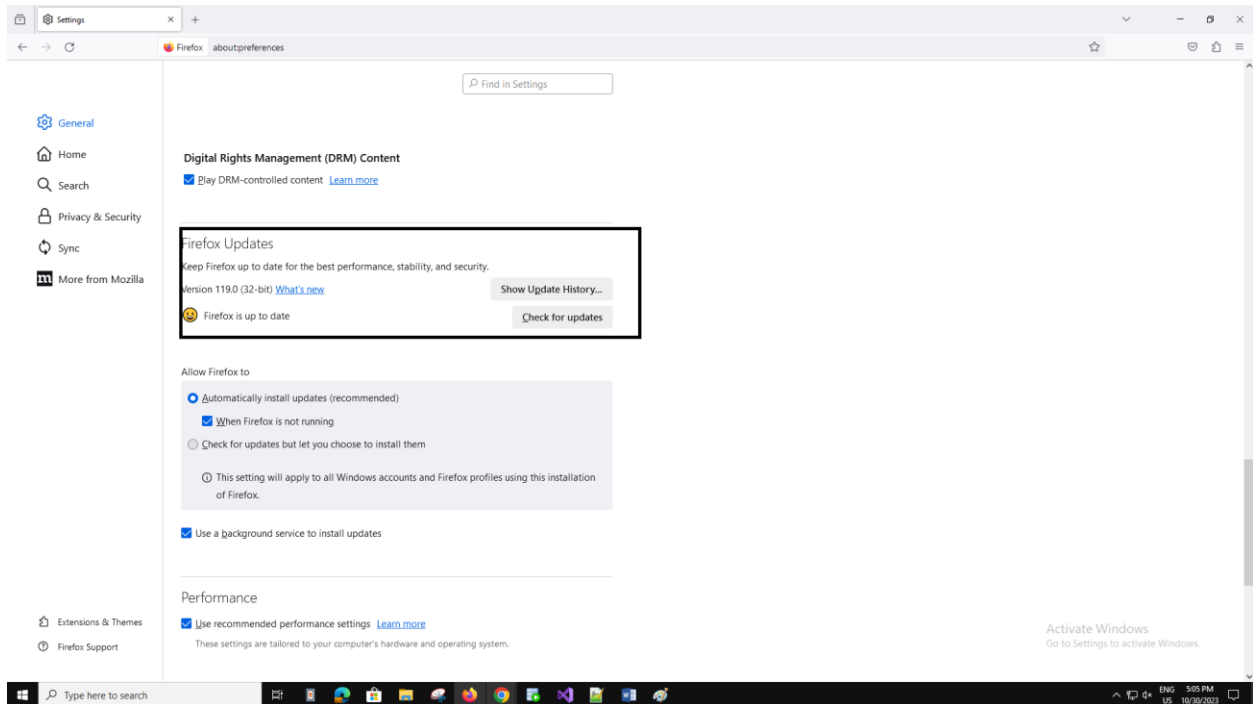 Settings
Firefox about:preferences
Find in Settings
General
Home
Search
Privacy & Security
Sync
More from Mozilla
Extensions & Themes
Firefox Support
Digital Rights Management (DRM) Content
Play DRM-controlled content Learn more
Firefox Updates
Keep Firefox up to date for the best performance, stability, and security.
Version 119.0 (32-bit) What's new
Show Update History...
Firefox is up to date
Check for updates
Allow Firefox to
Automatically install updates (recommended)
When Firefox is not running
Check for updates but let you choose to install them
This setting will apply to all Windows accounts and Firefox profiles using this installation
of Firefox.
Use a background service to install updates
Performance
Use recommended performance settings Learn more
These settings are tailored to your computer's hardware and operating system.
Activate Windows
Go to Settings to activate Windows.
Type here to search
ENG
US
5:05 PM
10/30/2023